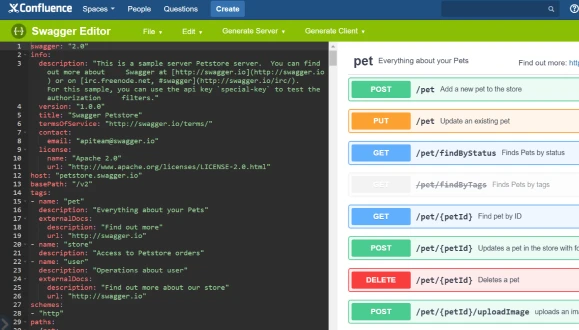 Confluence Spaces People Questions Create
Swagger Editor File Edit Generate Server Generate Client
1 swagger: "2.0"
2 info:
3 description: "This is a sample server Petstore server. You can find
out more about Swagger at [http://swagger.io](http://swagger.io
) or on [irc.freenode.net, #swagger](http://swagger.io/irc/).
For this sample, you can use the api key `special-key` to test the
authorization filters."
4 version: "1.0.0"
5 title: "Swagger Petstore"
6 termsOfService: "http://swagger.io/terms/"
7 contact:
8 email: "apiteam@swagger.io"
9 license:
10 name: "Apache 2.0"
11 url: "http://www.apache.org/licenses/LICENSE-2.0.html"
12 host: "petstore.swagger.io"
13 basePath: "/v2"
14 tags:
15 - name: "pet"
16 description: "Everything about your Pets"
17 externalDocs:
18 description: "Find out more"
19 url: "http://swagger.io"
20 - name: "store"
21 description: "Access to Petstore orders"
22 - name: "user"
23 description: "Operations about user"
24 externalDocs:
25 description: "Find out more about our store"
26 url: "http://swagger.io"
27 schemes:
28 - "http"
29 paths:
pet Everything about your Pets Find out more:
POST /pet Add a new pet to the store
PUT /pet Update an existing pet
GET /pet/findByStatus Finds Pets by status
/pet/findByTags Finds Pets by tags
GET /pet/{petId} Find pet by ID
POST /pet/{petId} Updates a pet in the store with
DELETE /pet/{petId} Deletes a pet
POST /pet/{petId}/uploadImage uploads an